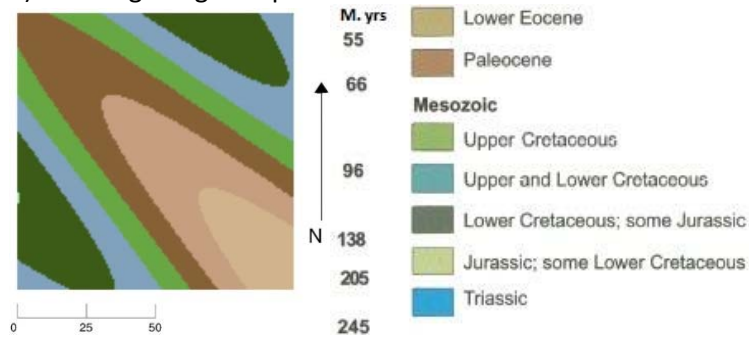 M. yrs
55
66
96
138
205
245
N
0 25 50
Lower Eocene
Paleocene
Mesozoic
Upper Cretaceous
Upper and Lower Cretaceous
Lower Cretaceous; some Jurassic
Jurassic; some Lower Cretaceous
Triassic